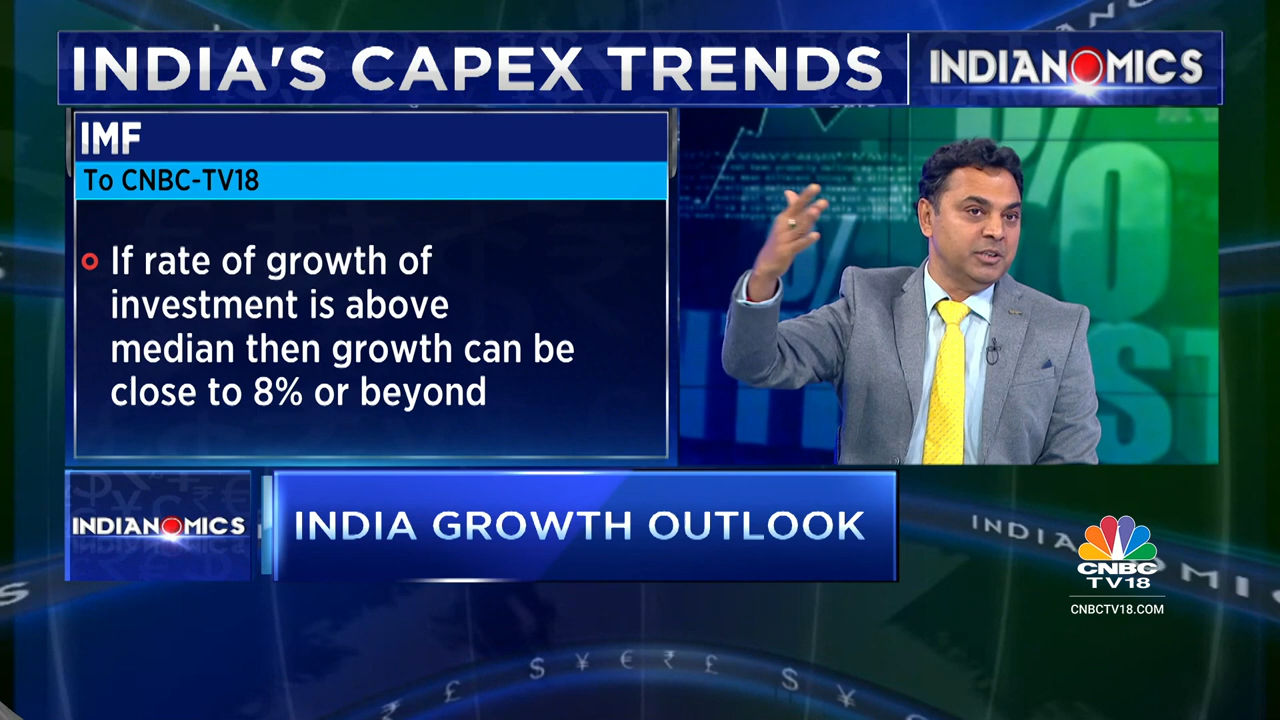 INDIA'S CAPEX TRENDS
INDIANOMICS
IMF
To CNBC-TV18
If rate of growth of
investment is above
median then growth can be
close to 8% or beyond
INDIANOMICS
INDIA GROWTH OUTLOOK
INDIANOMICS
CNBC
TV18
CNBCTV18.COM
$ ¥ € ₹ £
₹ £ $ ¥